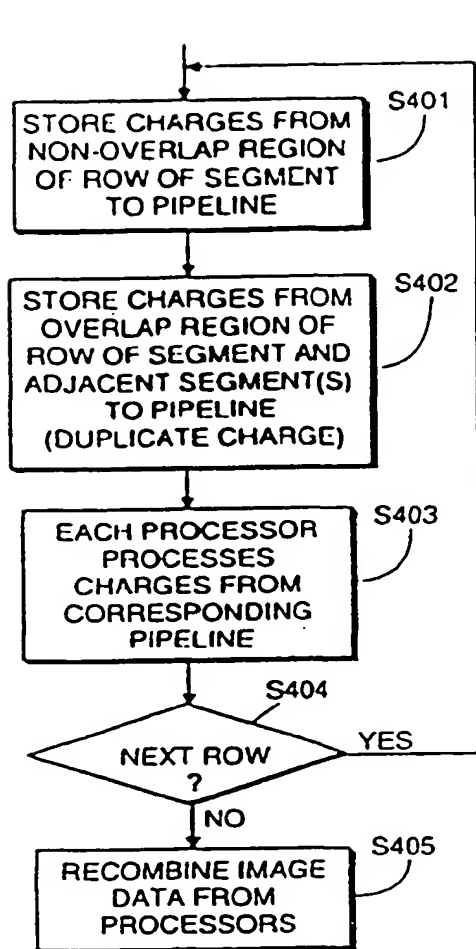 S401
STORE CHARGES FROM
NON-OVERLAP REGION
OF ROW OF SEGMENT
TO PIPELINE
S402
STORE CHARGES FROM
OVERLAP REGION OF
ROW OF SEGMENT AND
ADJACENT SEGMENT(S)
TO PIPELINE
(DUPLICATE CHARGE)
S403
EACH PROCESSOR
PROCESSES
CHARGES FROM
CORRESPONDING
PIPELINE
S404
NEXT ROW
?
YES
NO
S405
RECOMBINE IMAGE
DATA FROM
PROCESSORS